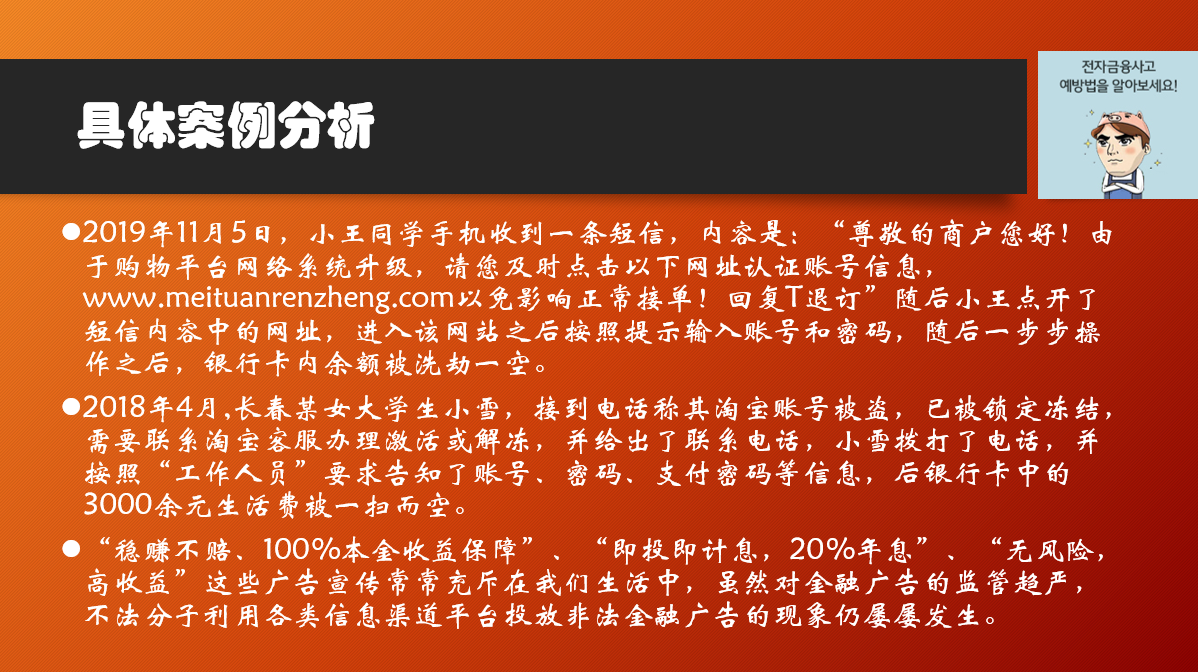 具体案例分析
전자금융사고
예방법을 알아보세요!
●2019年11月5日，小王同学手机收到一条短信，内容是：“尊敬的商户您好！由
于购物平台网络系统升级，请您及时点击以下网址认证账号信息，
www.meituanrenzheng.com以免影响正常接单！回复T退订”随后小王点开了
短信内容中的网址，进入该网站之后按照提示输入账号和密码，随后一步步操
作之后，银行卡内余额被洗劫一空。
●2018年4月,长春某女大学生小雪，接到电话称其淘宝账号被盗，已被锁定冻结，
需要联系淘宝客服办理激活或解冻，并给出了联系电话，小雪拨打了电话，并
按照“工作人员”要求告知了账号、密码、支付密码等信息，后银行卡中的
3000余元生活费被一扫而空。
●“稳赚不赔、100%本金收益保障”、“即投即计息，20%年息”、“无风险，
高收益”这些广告宣传常常充斥在我们生活中，虽然对金融广告的监管趋严，
不法分子利用各类信息渠道平台投放非法金融广告的现象仍屡屡发生。